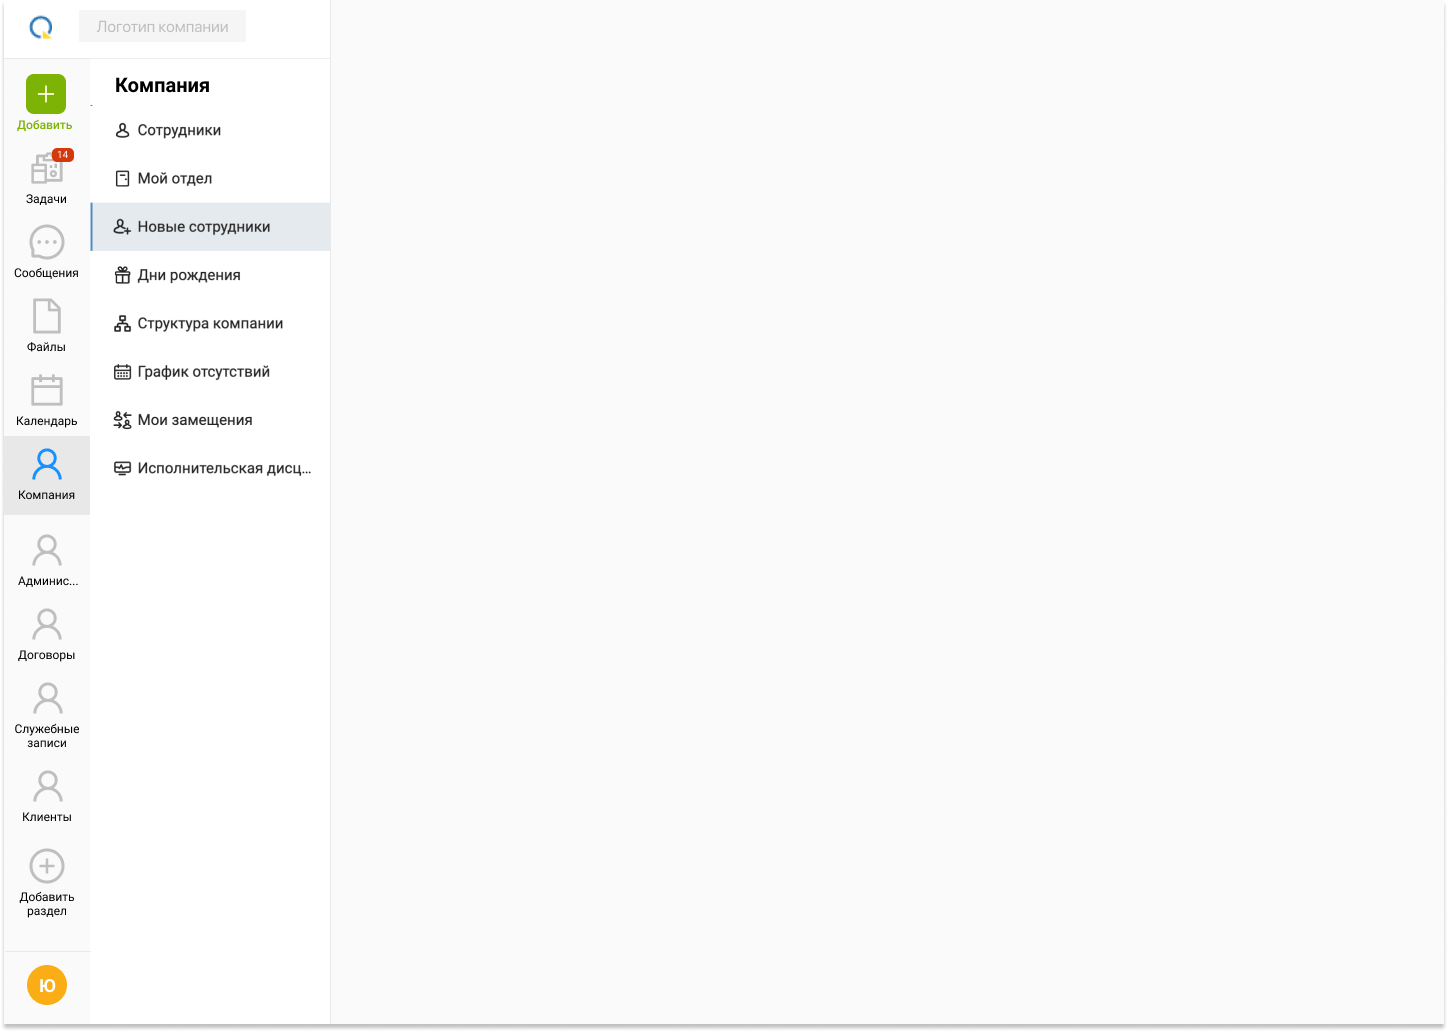 Логотип компании
Добавить
14
Задачи
Сообщения
Файлы
Календарь
Компания
Админис...
Договоры
Служебные
записи
Клиенты
Добавить
раздел
Ю
Компания
Сотрудники
Мой отдел
Новые сотрудники
Дни рождения
Структура компании
График отсутствий
Мои замещения
Исполнительская дисц...